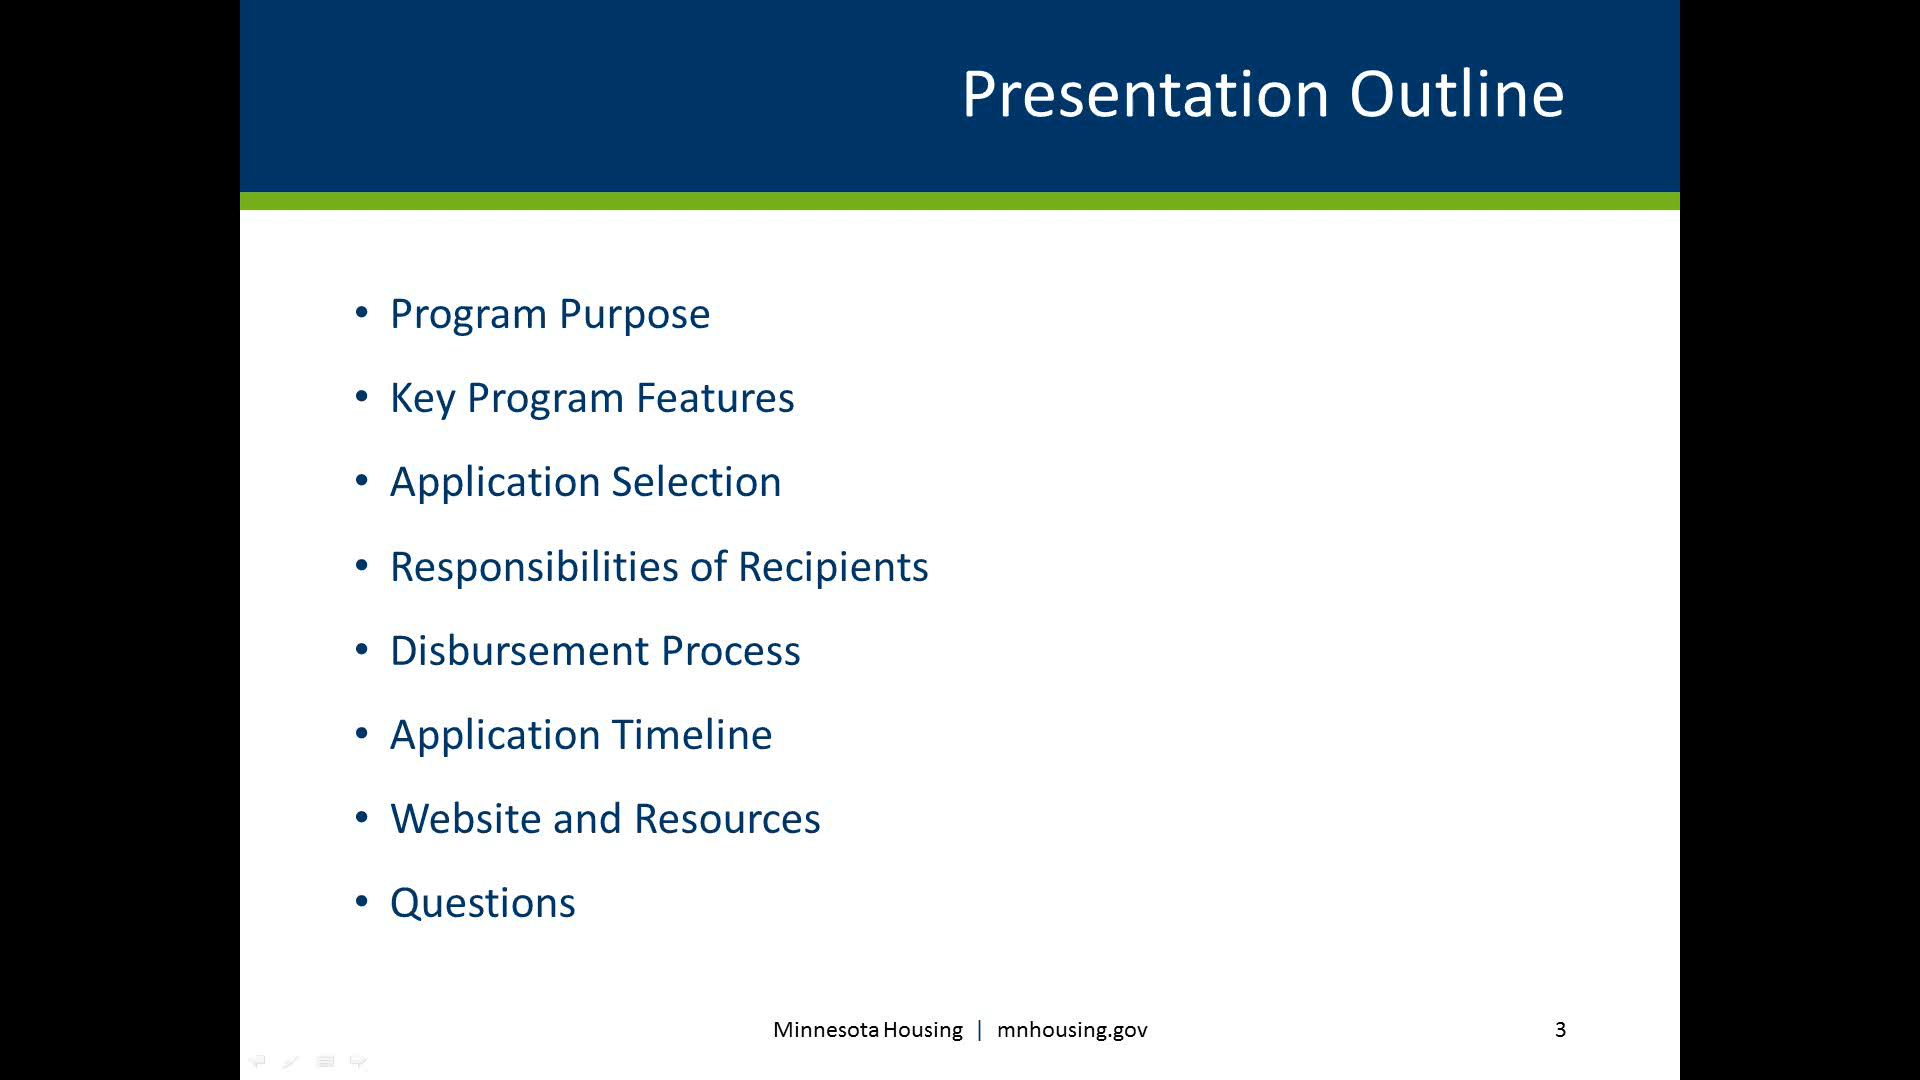 Presentation Outline
• Program Purpose
• Key Program Features
• Application Selection
• Responsibilities of Recipients
• Disbursement Process
• Application Timeline
• Website and Resources
• Questions
Minnesota Housing | mnhousing.gov
3